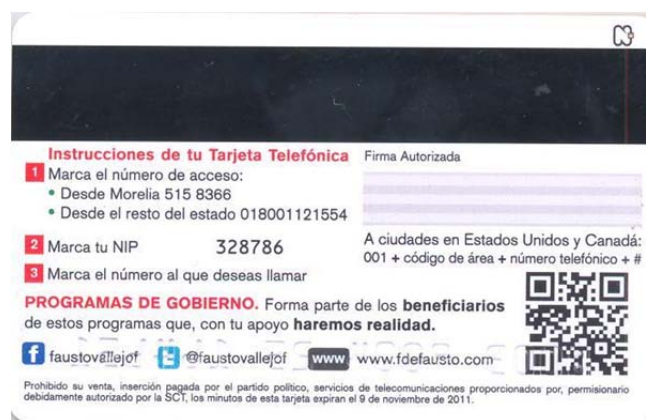 Instrucciones de tu Tarjeta Telefónica
1 Marca el número de acceso:
• Desde Morelia 515 8366
• Desde el resto del estado 018001121554
2 Marca tu NIP 328786
3 Marca el número al que deseas llamar
Firma Autorizada
A ciudades en Estados Unidos y Canadá:
001 + código de área + número telefónico + #
PROGRAMAS DE GOBIERNO. Forma parte de los beneficiarios
de estos programas que, con tu apoyo haremos realidad.
f faustovallejof @faustovallejof www www.fdefausto.com
Prohibido su venta, inserción pagada por el partido político, servicios de telecomunicaciones proporcionados por, permisionario
debidamente autorizado por la SCT, los minutos de esta tarjeta expiran el 9 de noviembre de 2011.